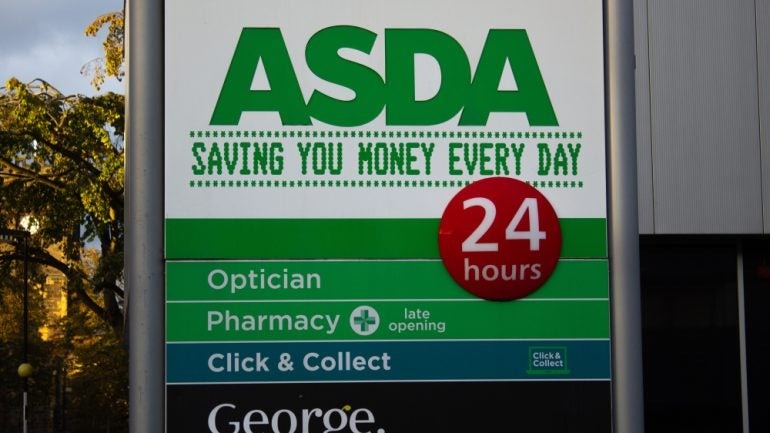 ASDA
SAVING YOU MONEY EVERY DAY
24
hours
Optician
Pharmacy late
opening
Click & Collect Click &
Collect
George.